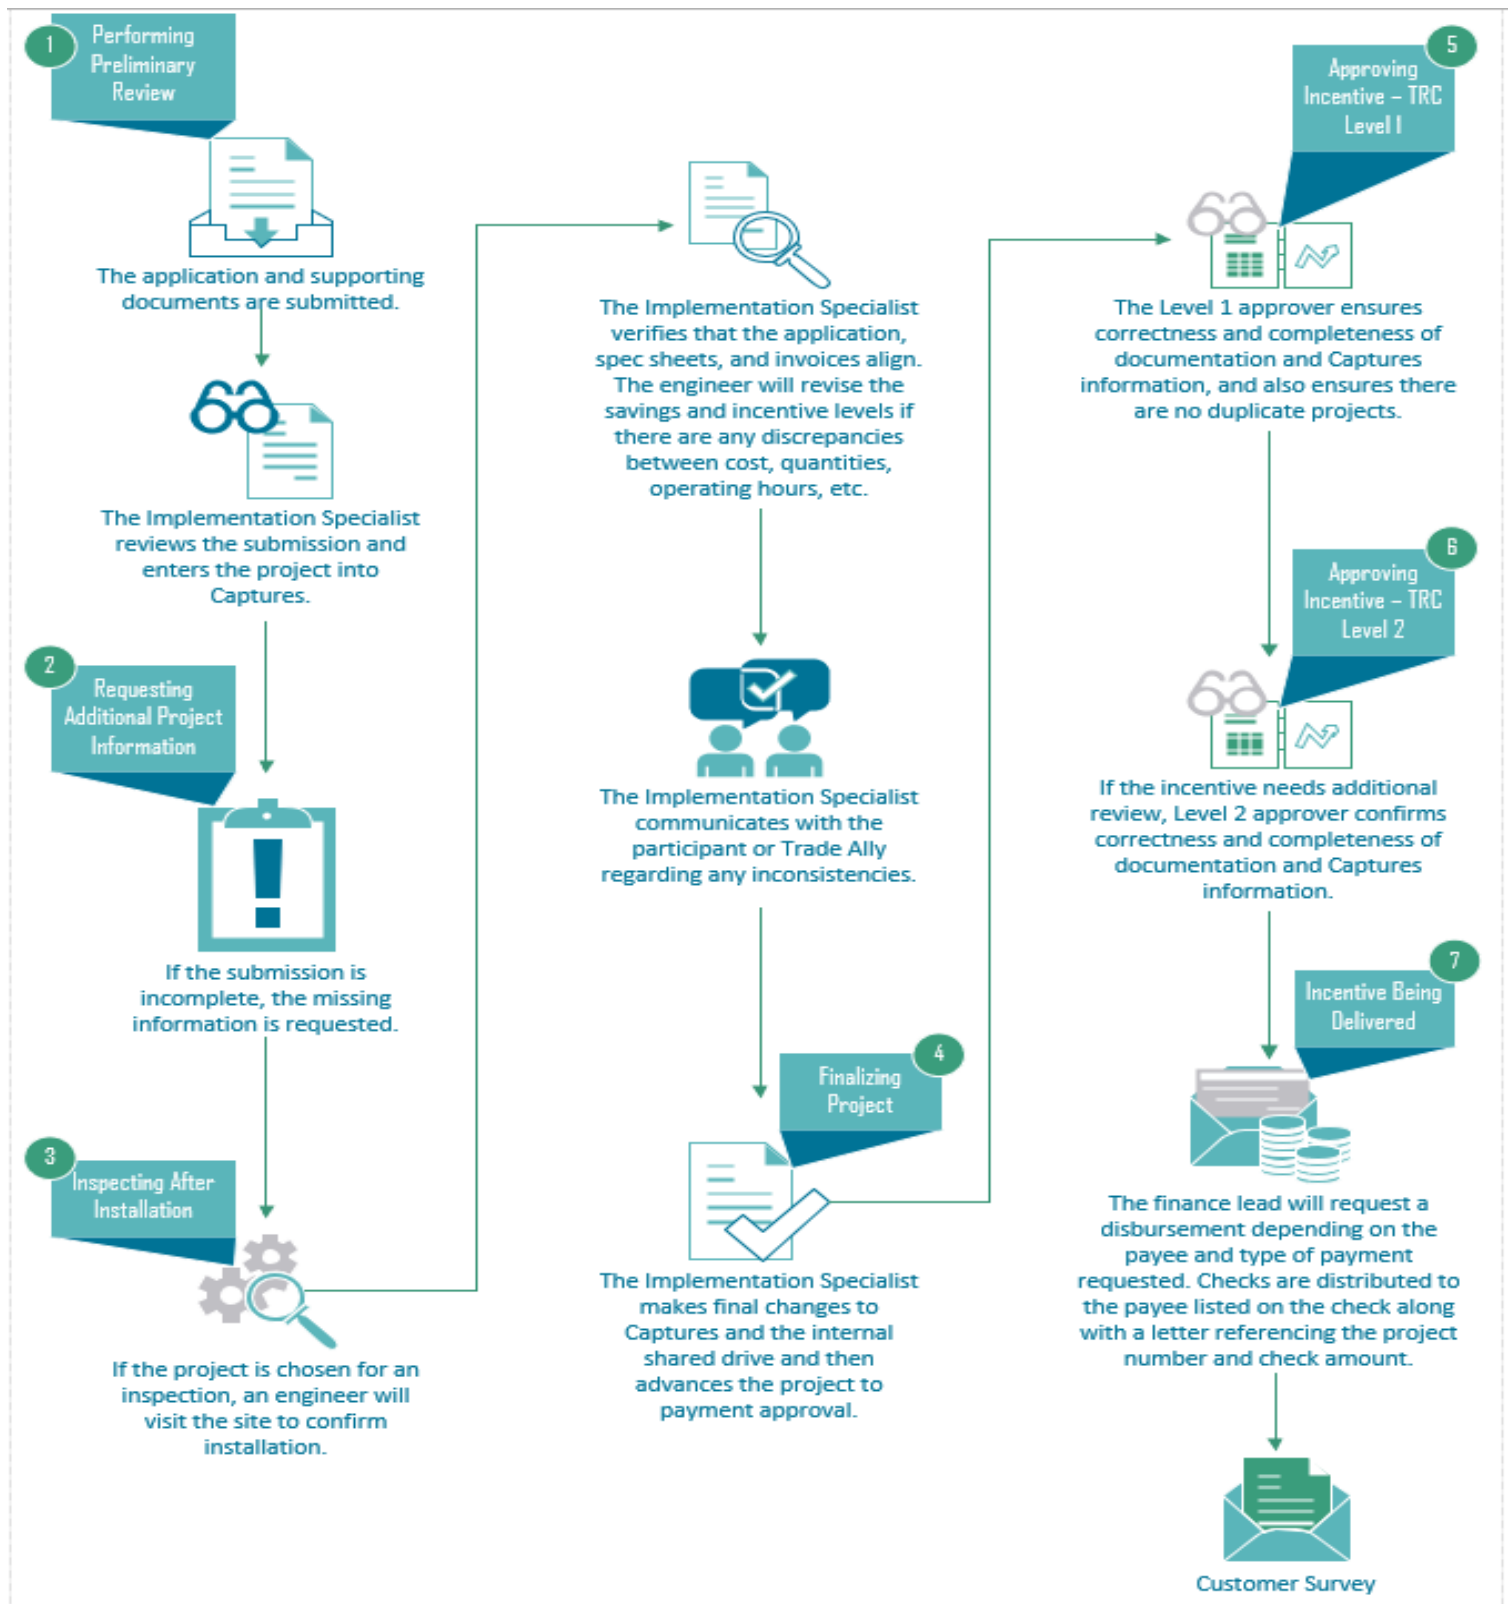 1
Performing
Preliminary
Review
The application and supporting
documents are submitted.
The Implementation Specialist
reviews the submission and
enters the project into
Captures.
2
Requesting
Additional Project
Information
If the submission is
incomplete, the missing
information is requested.
3
Inspecting After
Installation
If the project is chosen for an
inspection, an engineer will
visit the site to confirm
installation.
The Implementation Specialist
verifies that the application,
spec sheets, and invoices align.
The engineer will revise the
savings and incentive levels if
there are any discrepancies
between cost, quantities,
operating hours, etc.
The Implementation Specialist
communicates with the
participant or Trade Ally
regarding any inconsistencies.
4
Finalizing
Project
The Implementation Specialist
makes final changes to
Captures and the internal
shared drive and then
advances the project to
payment approval.
5
Approving
Incentive – TRC
Level 1
The Level 1 approver ensures
correctness and completeness of
documentation and Captures
information, and also ensures there
are no duplicate projects.
6
Approving
Incentive – TRC
Level 2
If the incentive needs additional
review, Level 2 approver confirms
correctness and completeness of
documentation and Captures
information.
7
Incentive Being
Delivered
The finance lead will request a
disbursement depending on the
payee and type of payment
requested. Checks are distributed to
the payee listed on the check along
with a letter referencing the project
number and check amount.
Customer Survey